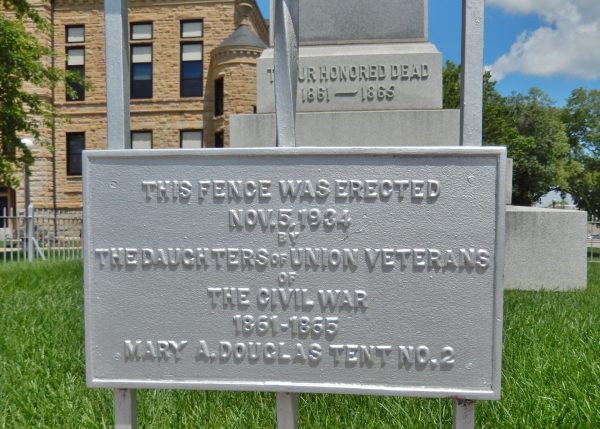 T  OUR HONORED DEAD
1861 — 1865
THIS FENCE WAS ERECTED
NOV. 5, 1934
BY
THE DAUGHTERS OF UNION VETERANS
OF
THE CIVIL WAR
1861-1865
MARY A. DOUGLAS TENT NO. 2